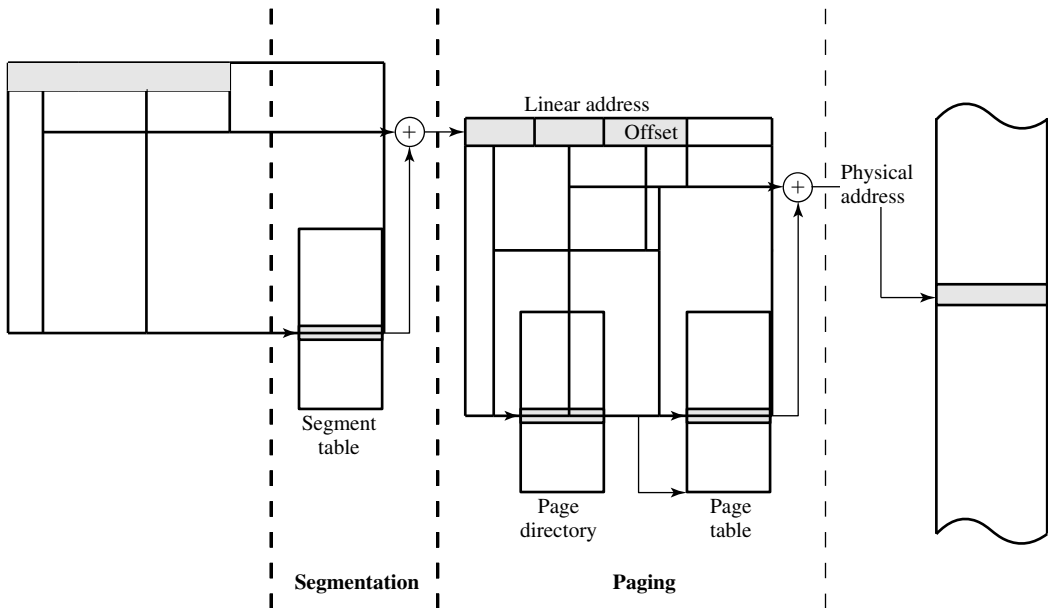 Linear address
Offset
+
+
Physical
address
Segment
table
Page
directory
Page
table
Segmentation
Paging